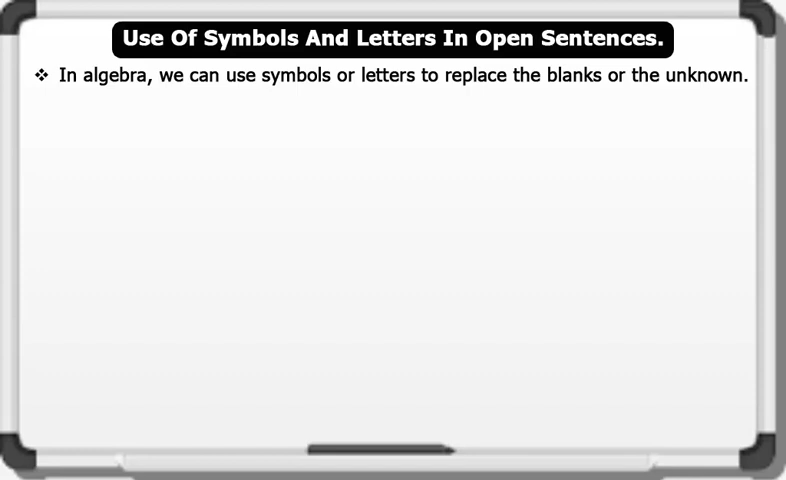 Use Of Symbols And Letters In Open Sentences.
❖ In algebra, we can use symbols or letters to replace the blanks or the unknown.